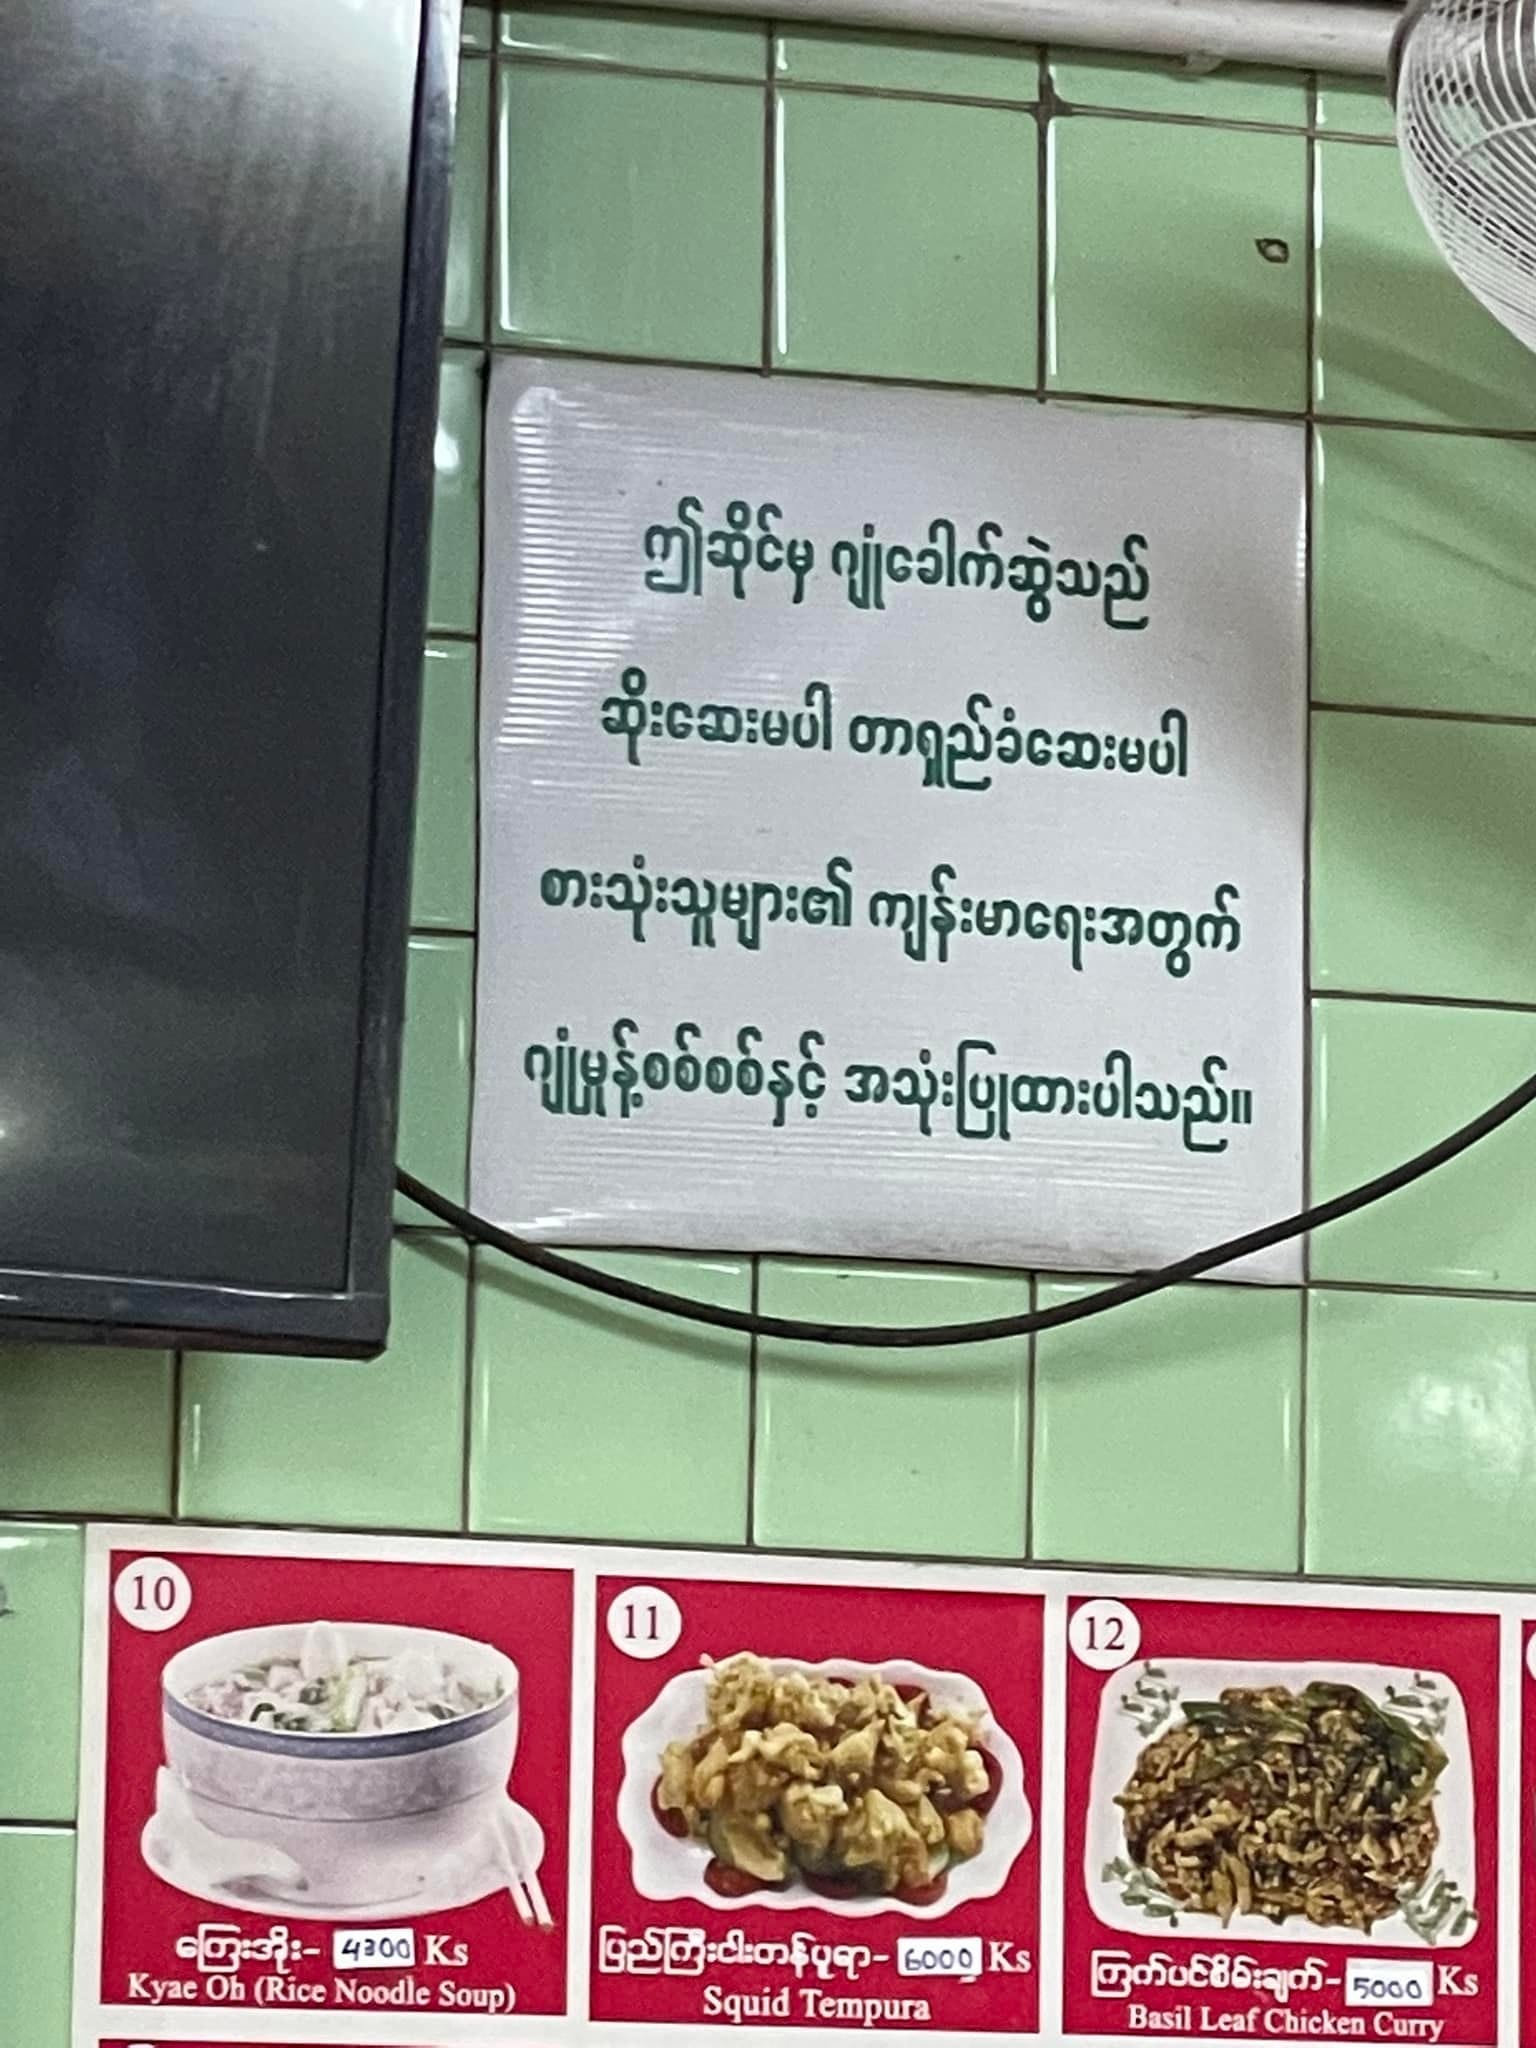 ဤဆိုင်မှ ဂျုံခေါက်ဆွဲသည်
ဆိုးဆေးမပါ တာရှည်ခံဆေးမပါ
စားသုံးသူများ၏ ကျန်းမာရေးအတွက်
ဂျုံမှုန့်စစ်စစ်နှင့် အသုံးပြုထားပါသည်။
10
ကြေးအိုး- 4300 Ks
Kyae Oh (Rice Noodle Soup)
11
ပြည်ကြီးငါးတန်ပူရာ- 6000 Ks
Squid Tempura
12
ကြက်ပင်စိမ်းချက်- 5000 Ks
Basil Leaf Chicken Curry